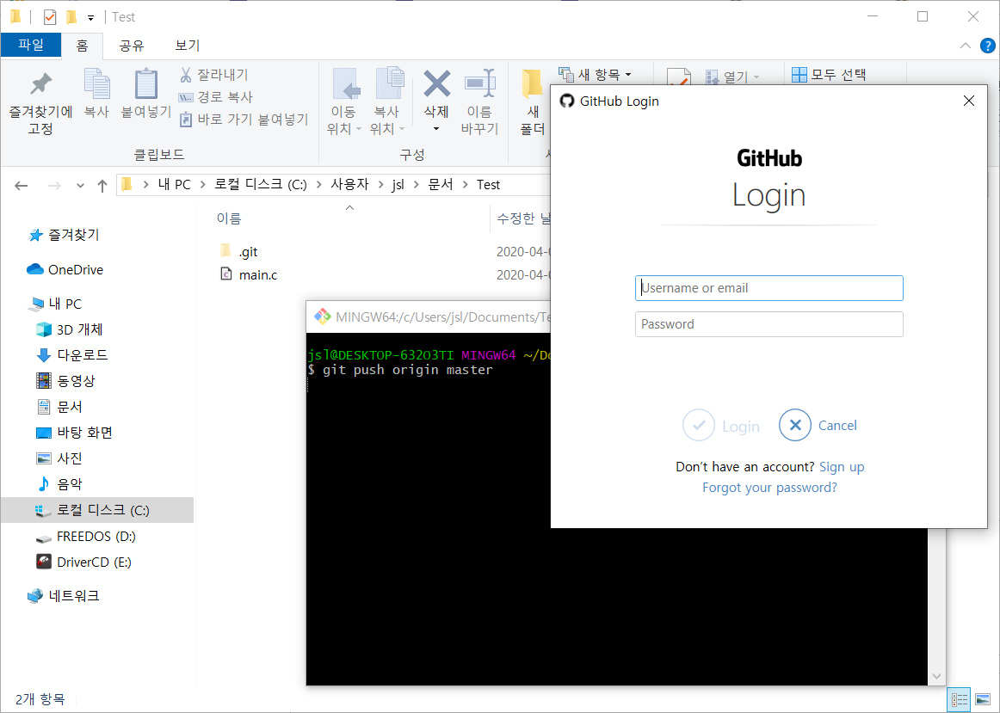 Test
파일 홈 공유 보기
즐겨찾기에
고정
복사
붙여넣기
잘라내기
경로 복사
바로 가기 붙여넣기
클립보드
이동
위치
복사
위치
삭제
이름
바꾸기
구성
새
폴더
새 항목
열기
모두 선택
내 PC > 로컬 디스크 (C:) > 사용자 > jsl > 문서 > Test
이름
수정한 날
.git
2020-04-0
main.c
2020-04-0
즐겨찾기
OneDrive
내 PC
3D 개체
다운로드
동영상
문서
바탕 화면
사진
음악
로컬 디스크 (C:)
FREEDOS (D:)
DriverCD (E:)
네트워크
2개 항목
MINGW64:/c/Users/jsl/Documents/Te
jsl@DESKTOP-632O3TI MINGW64 ~/Do
$ git push origin master
GitHub Login
GitHub
Login
Username or email
Password
Login
Cancel
Don't have an account? Sign up
Forgot your password?